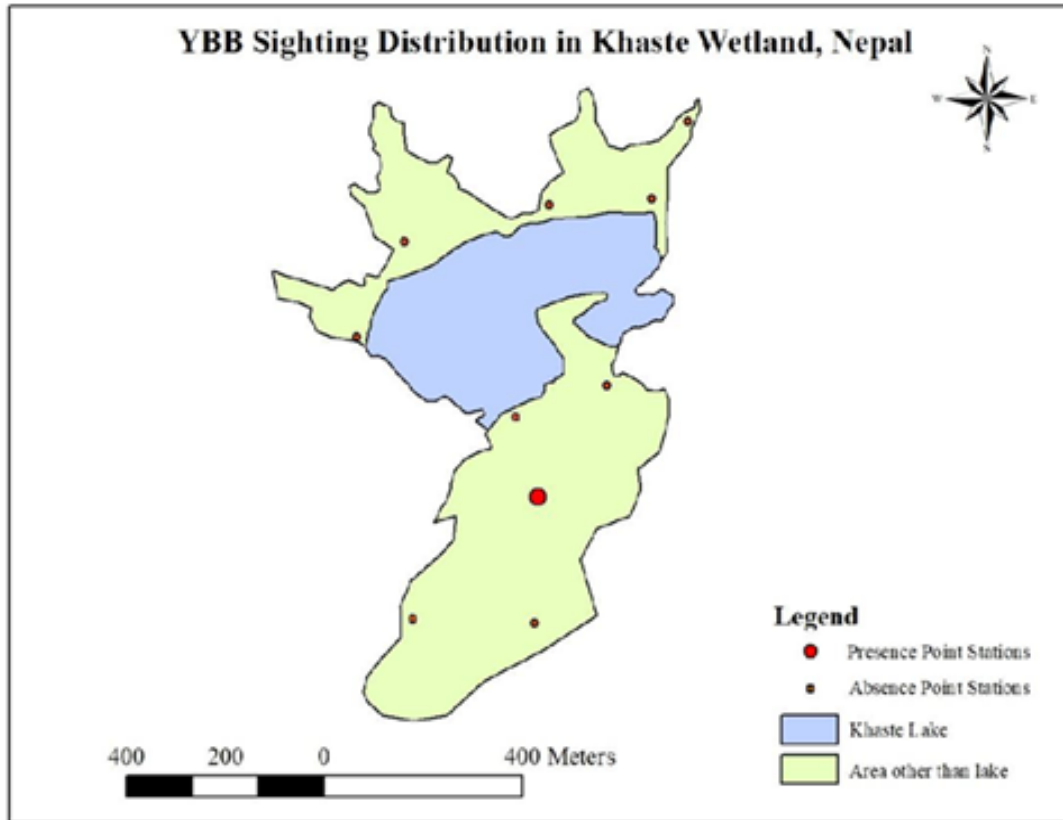 YBB Sighting Distribution in Khaste Wetland, Nepal
N
W E
S
Legend
Presence Point Stations
Absence Point Stations
Khaste Lake
Area other than lake
400 200 0 400 Meters